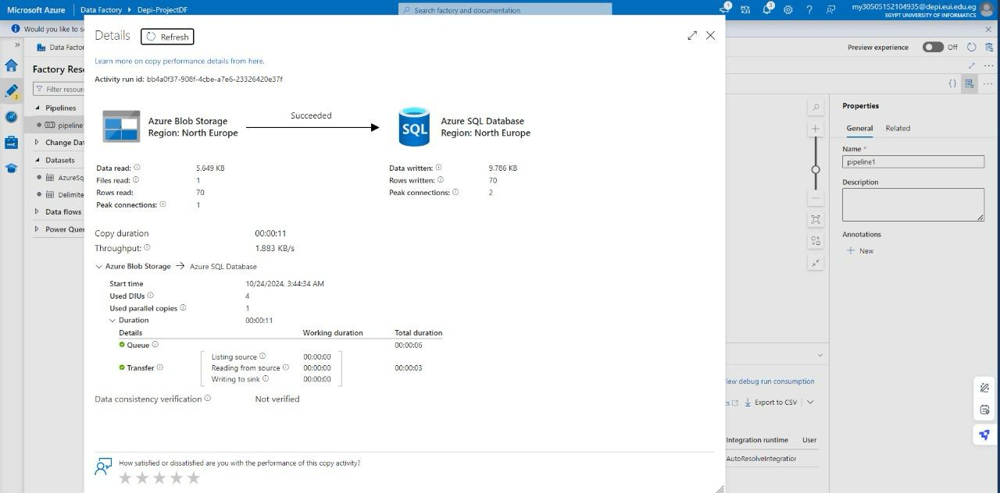 Microsoft Azure Data Factory Depi-ProjectDF Search factory and documentation 1 3 my30505152104935@depi.eui.edu.eg
EGYPT UNIVERSITY OF INFORMATICS
Would you like to s
Data Factor
Factory Res
Filter resour
Pipelines
pipeline
Change Dat
Datasets
AzureSq
Delimite
Data flows
Power Quer
Details Refresh
Learn more on copy performance details from here.
Activity run id: bb4a0f37-908f-4cbe-a7e6-23326420e37f
Azure Blob Storage
Region: North Europe
Succeeded
SQL
Azure SQL Database
Region: North Europe
Data read: 5.649 KB
Files read: 1
Rows read: 70
Peak connections: 1
Data written: 9.786 KB
Rows written: 70
Peak connections: 2
Copy duration 00:00:11
Throughput: 1.883 KB/s
Azure Blob Storage → Azure SQL Database
Start time 10/24/2024, 3:44:34 AM
Used DIUs 4
Used parallel copies 1
Duration 00:00:11
Details Working duration Total duration
Queue 00:00:06
Listing source 00:00:00
Transfer Reading from source 00:00:00 00:00:03
Writing to sink 00:00:00
Data consistency verification Not verified
How satisfied or dissatisfied are you with the performance of this copy activity?
Preview experience Off
Properties
General Related
Name *
pipeline1
Description
Annotations
New
iew debug run consumption
cs Export to CSV
Integration runtime User
AutoResolveIntegration